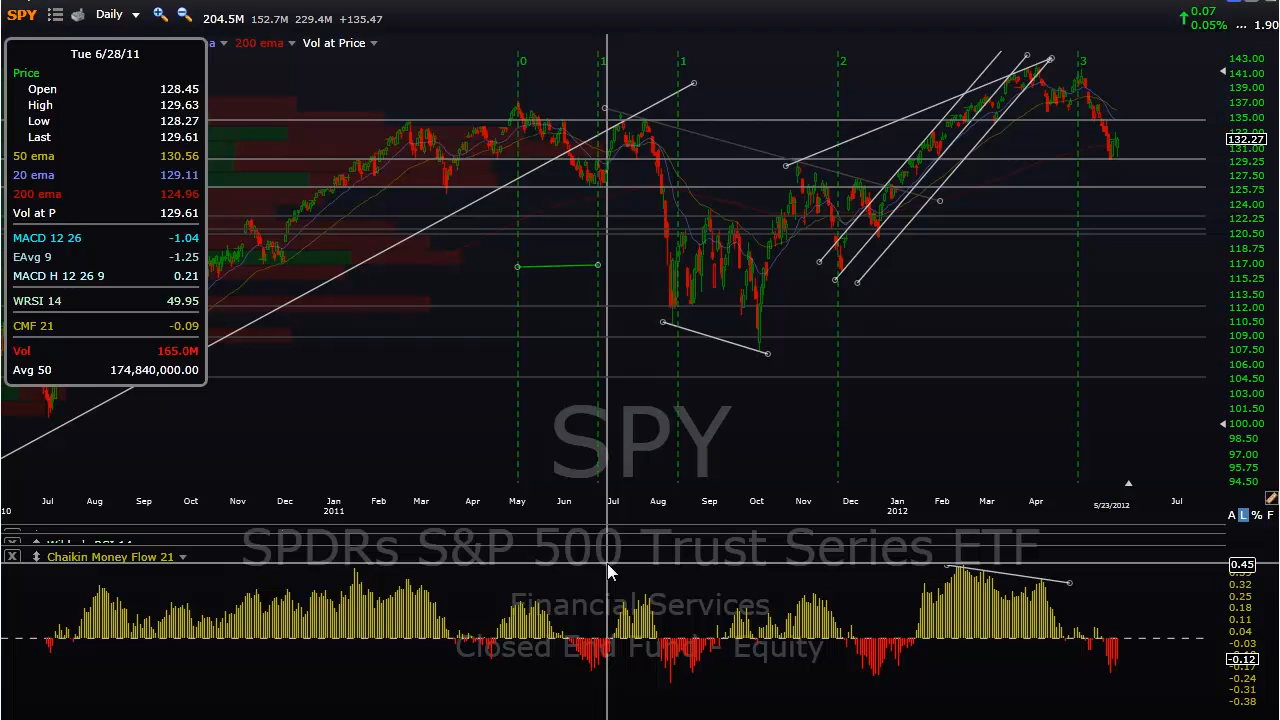 SPY Daily 204.5M 152.7M 229.4M +135.47
0.07
0.05% ... 1.90
Tue 6/28/11
Price
Open 128.45
High 129.63
Low 128.27
Last 129.61
50 ema 130.56
20 ema 129.11
200 ema 124.96
Vol at P 129.61
MACD 12 26 -1.04
EAvg 9 -1.25
MACD H 12 26 9 0.21
WRSI 14 49.95
CMF 21 -0.09
Vol 165.0M
Avg 50 174,840,000.00
a 200 ema Vol at Price
0 1 1 2 3
143.00
141.00
139.00
137.00
135.00
132.27
131.00
129.25
127.50
125.75
124.00
122.25
120.50
118.75
117.00
115.25
113.50
112.00
110.50
109.00
107.50
106.00
104.50
103.00
101.50
100.00
98.50
97.00
95.75
94.50
SPY
Jul Aug Sep Oct Nov Dec Jan Feb Mar Apr May Jun Jul Aug Sep Oct Nov Dec Jan Feb Mar Apr 5/23/2012 Jul
10 2011 2012
A L % F
SPDRs S&P 500 Trust Series ETF
Chaikin Money Flow 21
Financial Services
Closed End Fund - Equity
0.45
0.32
0.25
0.18
0.11
0.04
-0.03
-0.12
-0.17
-0.24
-0.31
-0.38